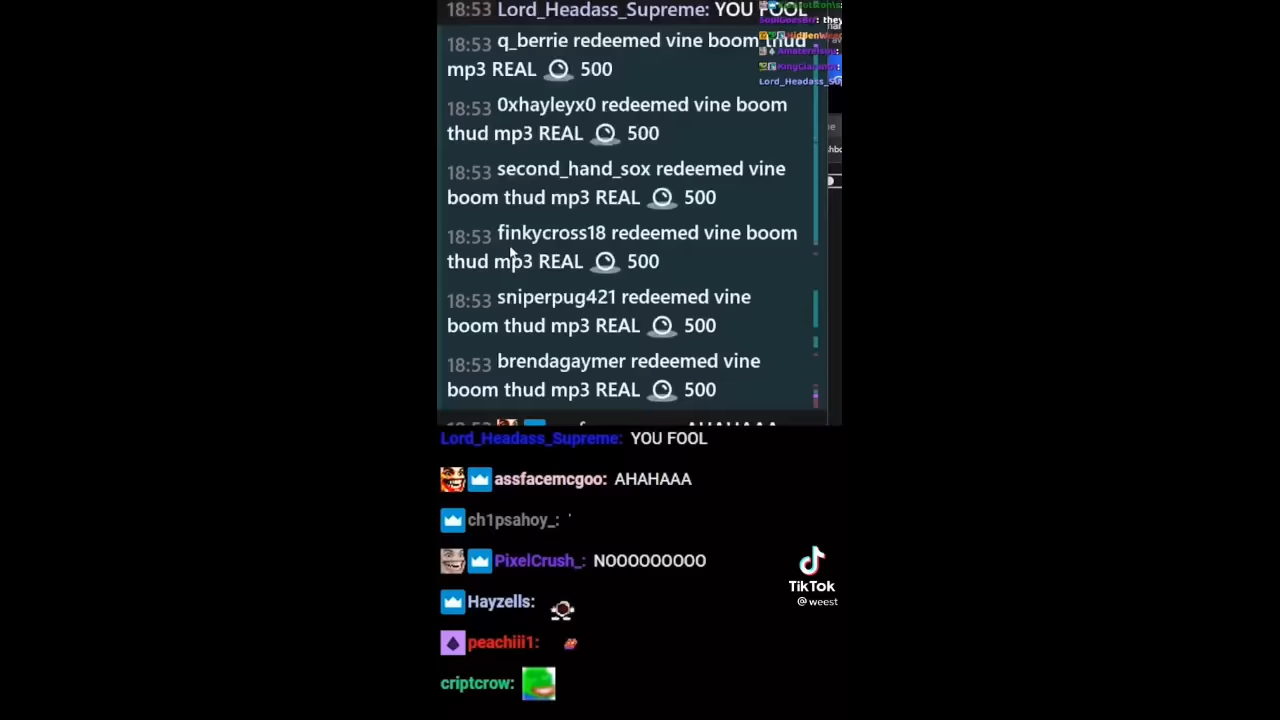 18:53 Lord_Headass_Supreme: YOU FOOL
18:53 q_berrie redeemed vine boom thud
mp3 REAL 500
18:53 0xhayleyx0 redeemed vine boom
thud mp3 REAL 500
18:53 second_hand_sox redeemed vine
boom thud mp3 REAL 500
18:53 finkycross18 redeemed vine boom
thud mp3 REAL 500
18:53 sniperpug421 redeemed vine
boom thud mp3 REAL 500
18:53 brendagaymer redeemed vine
boom thud mp3 REAL 500
Lord_Headass_Supreme: YOU FOOL
assfacemcgoo: AHAHAAA
ch1psahoy_: '
PixelCrush_: NOOOOOOOOO
Hayzells:
peachiii1:
criptcrow:
TikTok
@weest